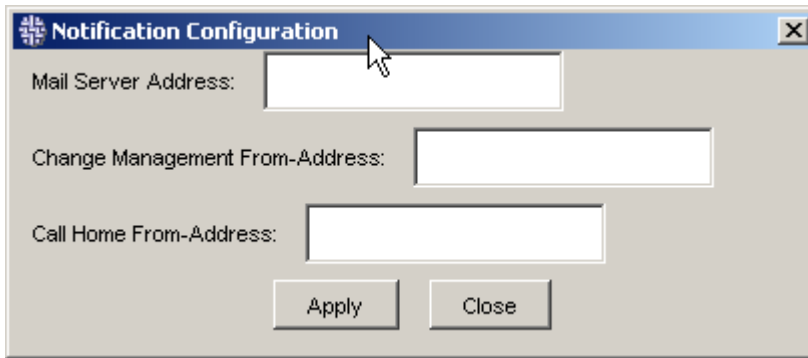 Notification Configuration
Mail Server Address:
Change Management From-Address:
Call Home From-Address:
Apply Close